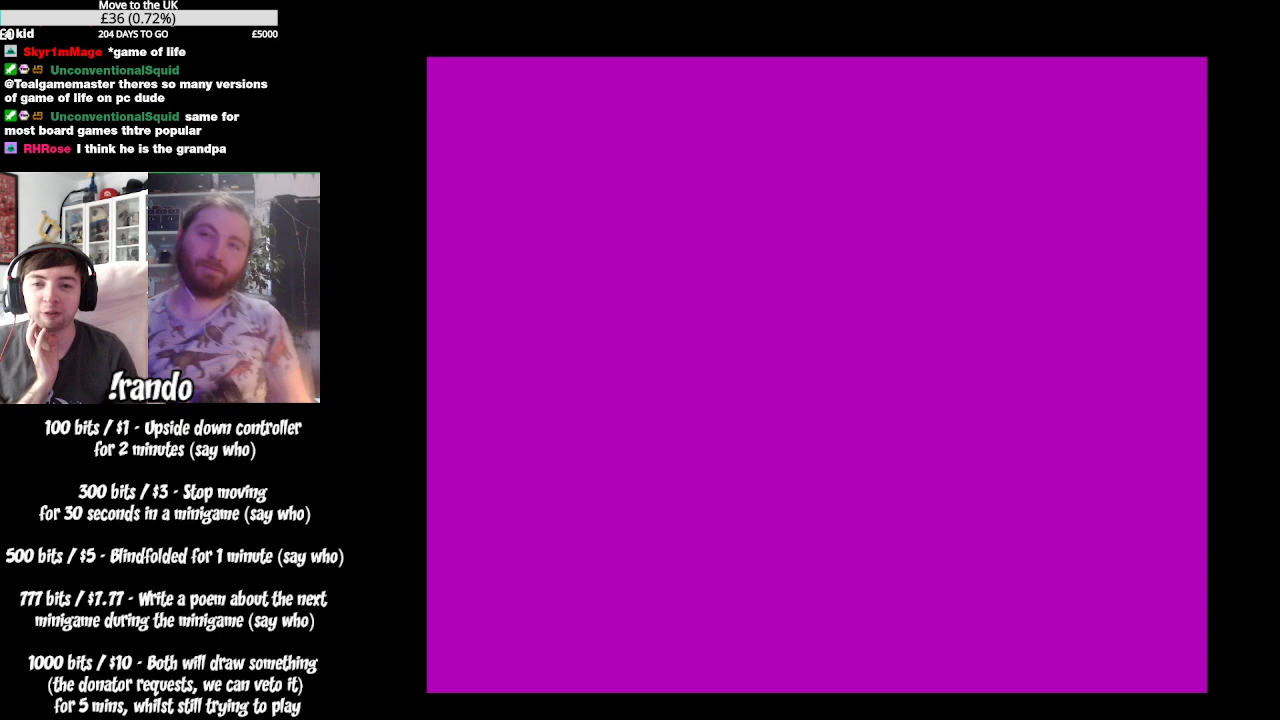 Move to the UK
£36 (0.72%)
kid
204 DAYS TO GO
£5000
Skyr1mMage *game of life
UnconventionalSquid
@Tealgamemaster theres so many versions
of game of life on pc dude
UnconventionalSquid same for
most board games thtre popular
RHRose I think he is the grandpa
!rando
100 bits / $1 - Upside down controller
for 2 minutes (say who)
300 bits / $3 - Stop moving
for 30 seconds in a minigame (say who)
500 bits / $5 - Blindfolded for 1 minute (say who)
777 bits / $7.77 - Write a poem about the next
minigame during the minigame (say who)
1000 bits / $10 - Both will draw something
(the donator requests, we can veto it)
for 5 mins, whilst still trying to play